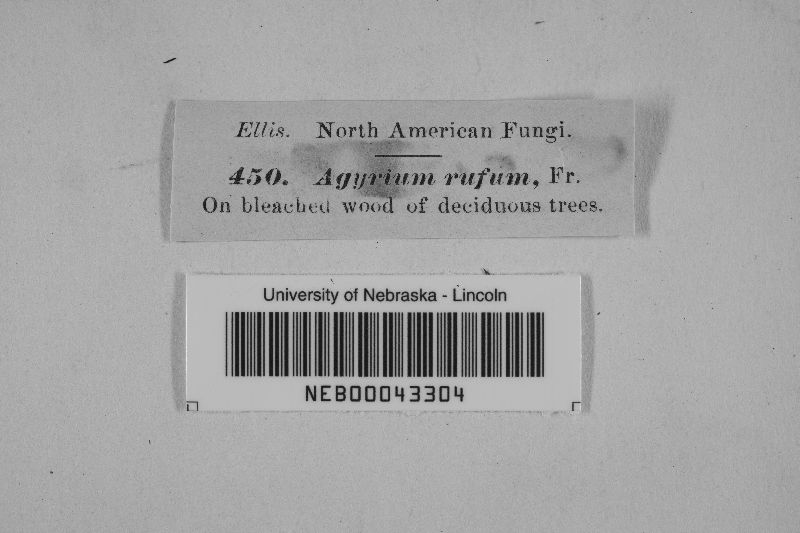 Ellis. North American Fungi.
450. Agyrium rufum, Fr.
On bleached wood of deciduous trees.
University of Nebraska - Lincoln
NEB00043304